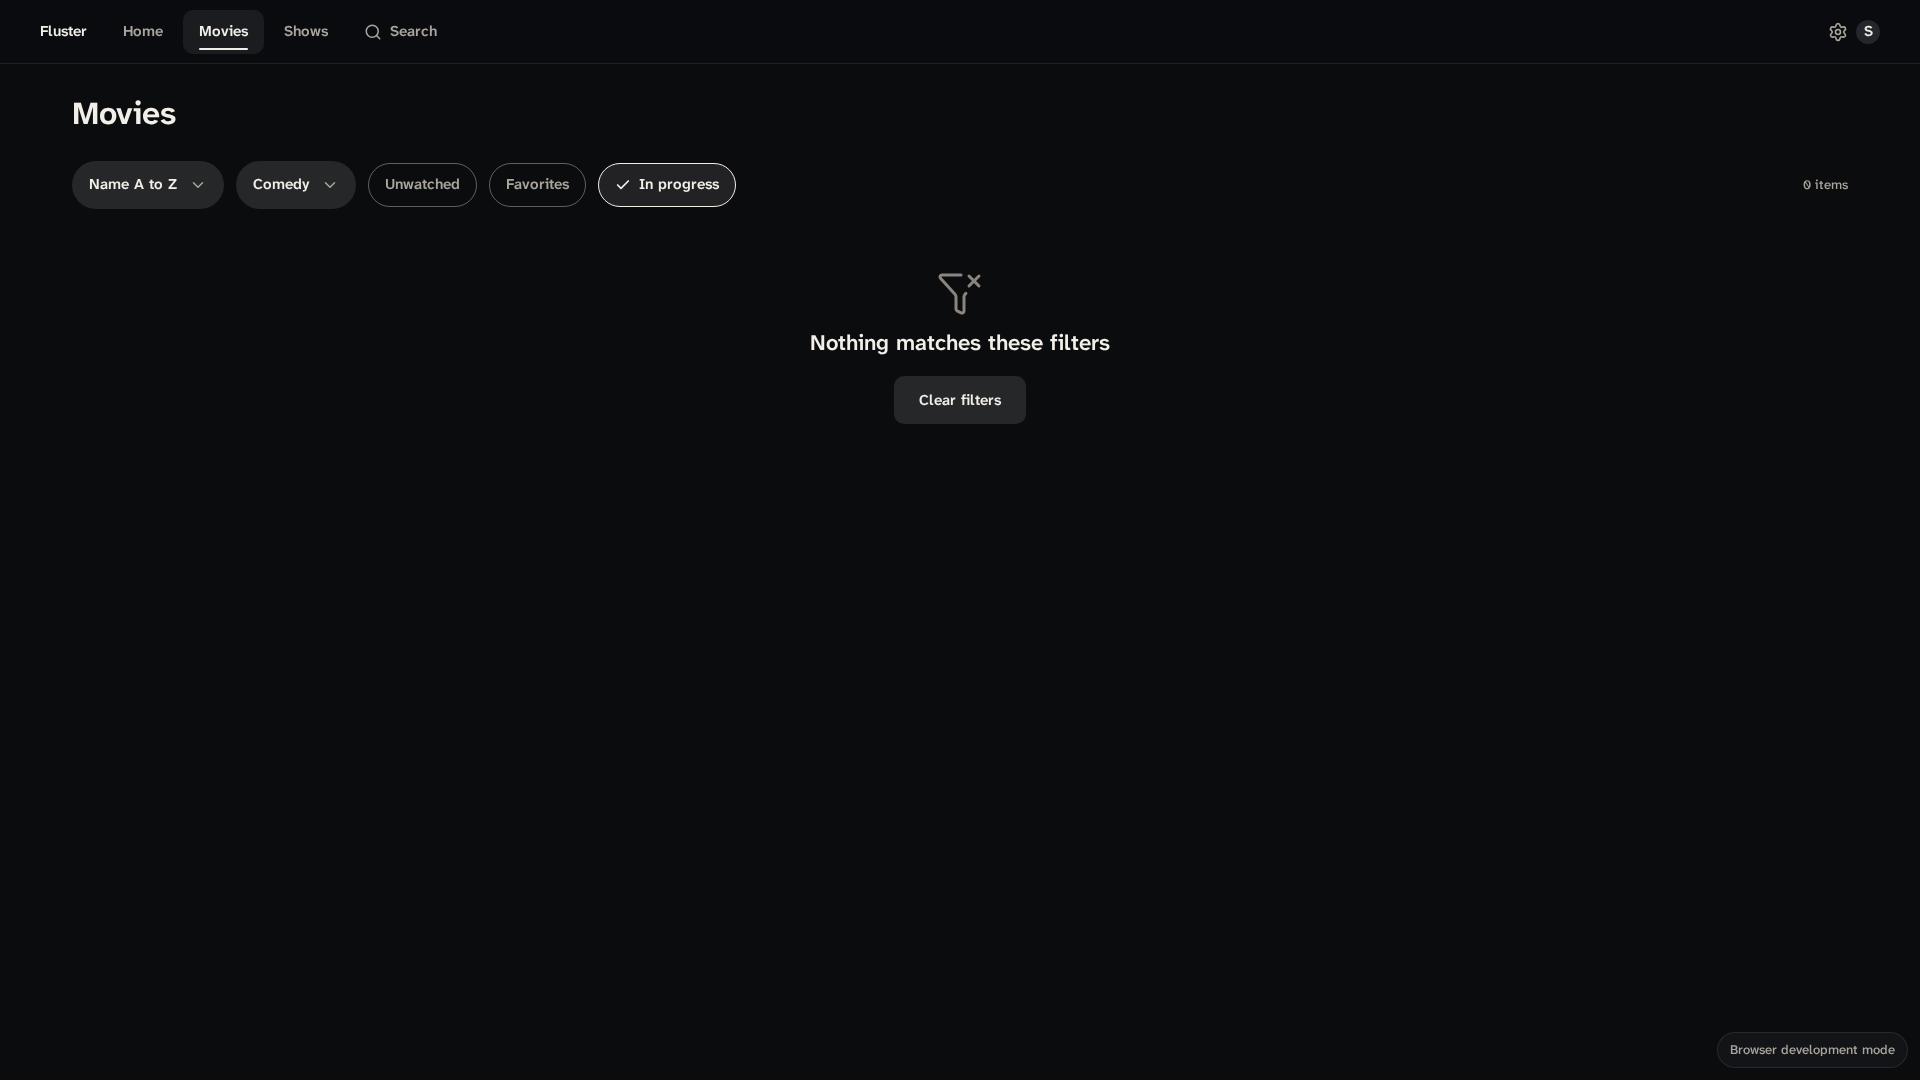 Fluster Home Movies Shows Search S
Movies
Name A to Z Comedy Unwatched Favorites In progress 0 items
Nothing matches these filters
Clear filters
Browser development mode